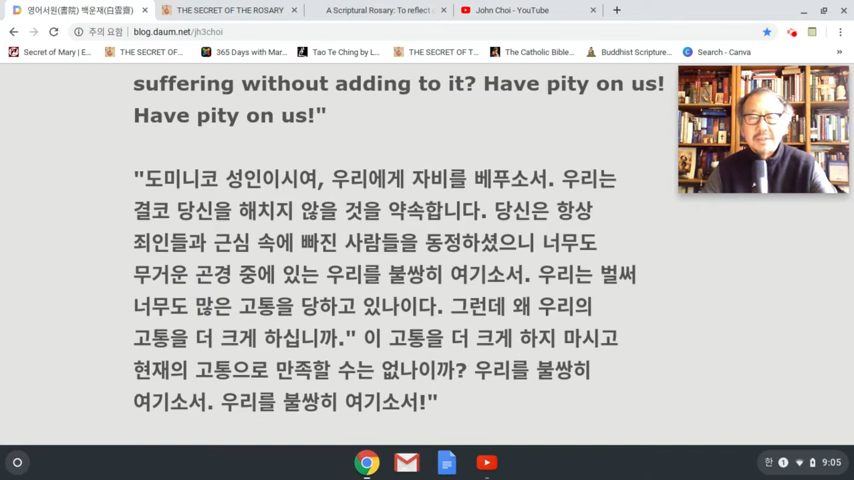 영어서원(書院) 백운재(白雲齋)
THE SECRET OF THE ROSARY
A Scriptural Rosary: To reflect
John Choi - YouTube
주의 요함
blog.daum.net/jh3choi
Secret of Mary | E...
THE SECRET OF...
365 Days with Mar...
Tao Te Ching by L...
THE SECRET OF T...
The Catholic Bible...
Buddhist Scripture...
Search - Canva
suffering without adding to it? Have pity on us!
Have pity on us!"
"도미니코 성인이시여, 우리에게 자비를 베푸소서. 우리는
결코 당신을 해치지 않을 것을 약속합니다. 당신은 항상
죄인들과 근심 속에 빠진 사람들을 동정하셨으니 너무도
무거운 곤경 중에 있는 우리를 불쌍히 여기소서. 우리는 벌써
너무도 많은 고통을 당하고 있나이다. 그런데 왜 우리의
고통을 더 크게 하십니까." 이 고통을 더 크게 하지 마시고
현재의 고통으로 만족할 수는 없나이까? 우리를 불쌍히
여기소서. 우리를 불쌍히 여기소서!"
한
1
9:05